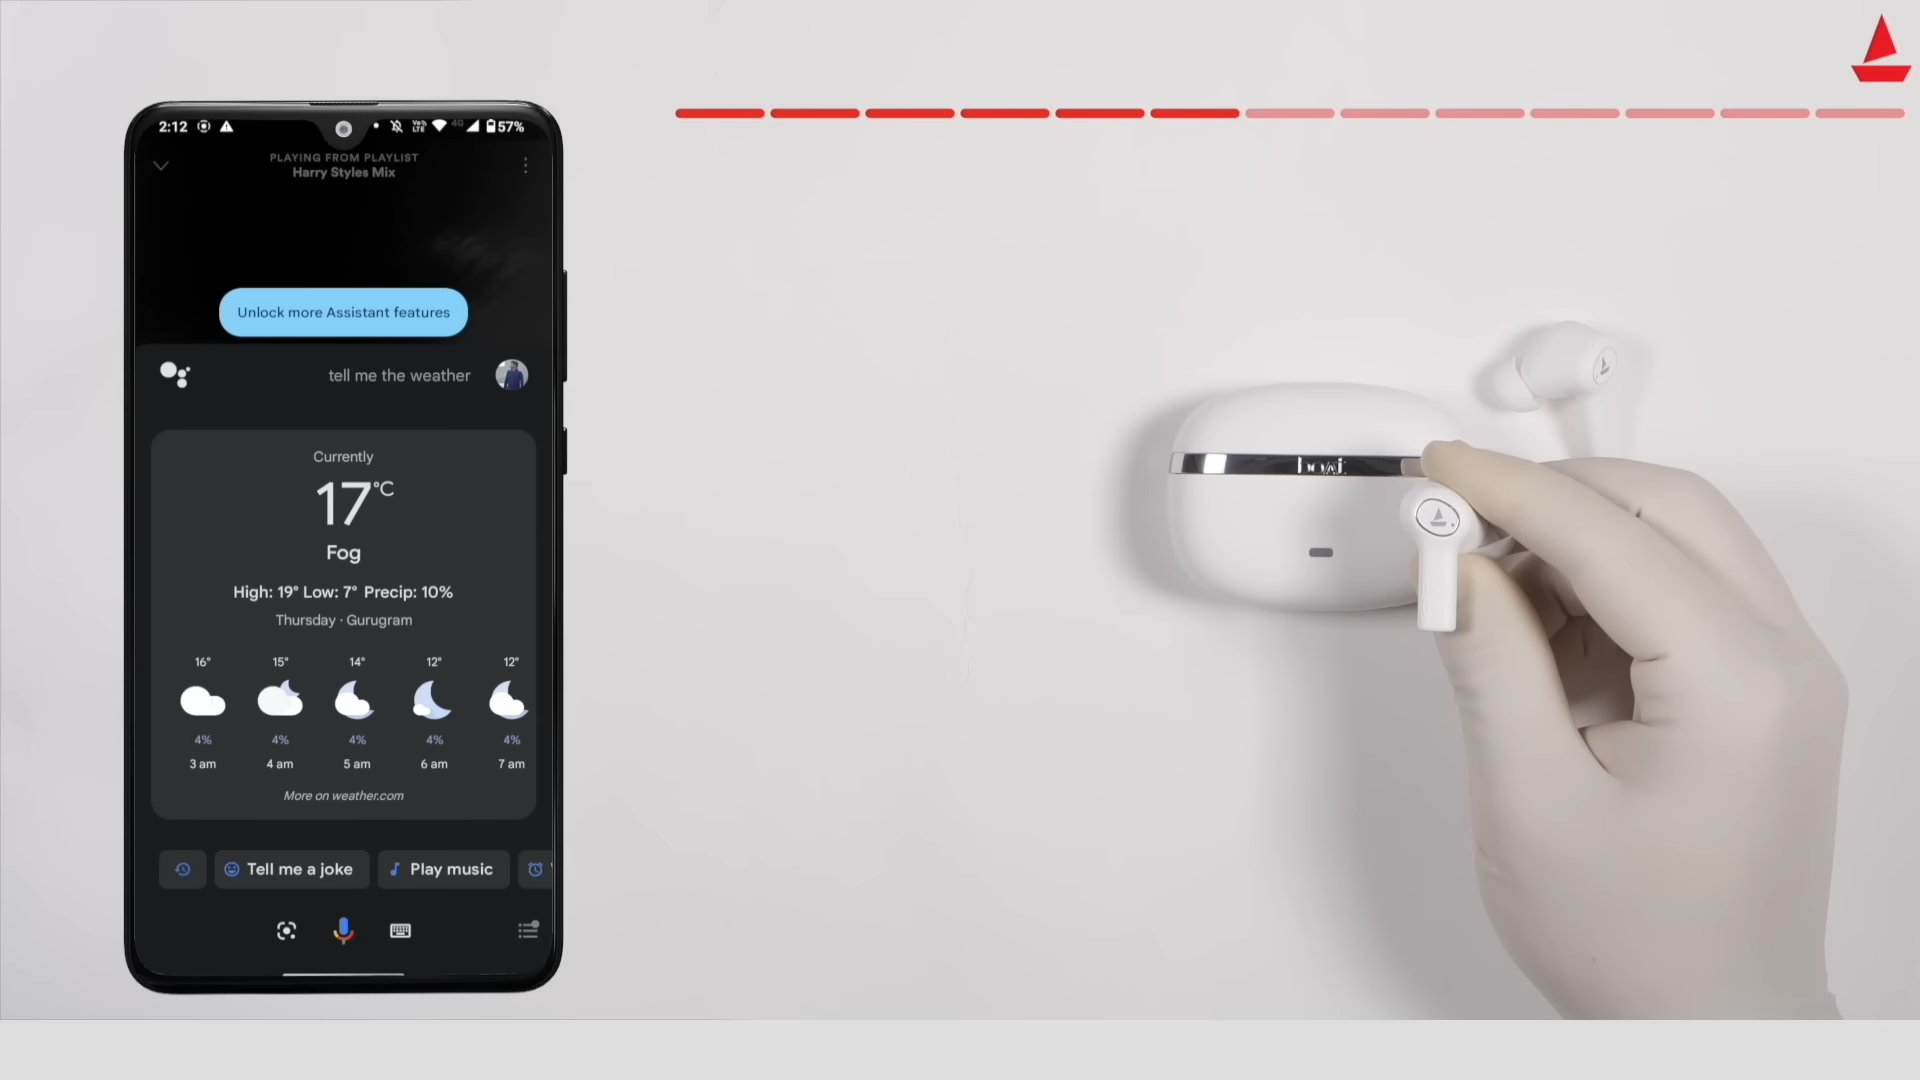 2:12
4G
57%
PLAYING FROM PLAYLIST
Harry Styles Mix
Unlock more Assistant features
tell me the weather
Currently
17°C
Fog
High: 19° Low: 7° Precip: 10%
Thursday · Gurugram
16° 15° 14° 12° 12°
4% 4% 4% 4% 4%
3 am 4 am 5 am 6 am 7 am
More on weather.com
Tell me a joke
Play music
boat